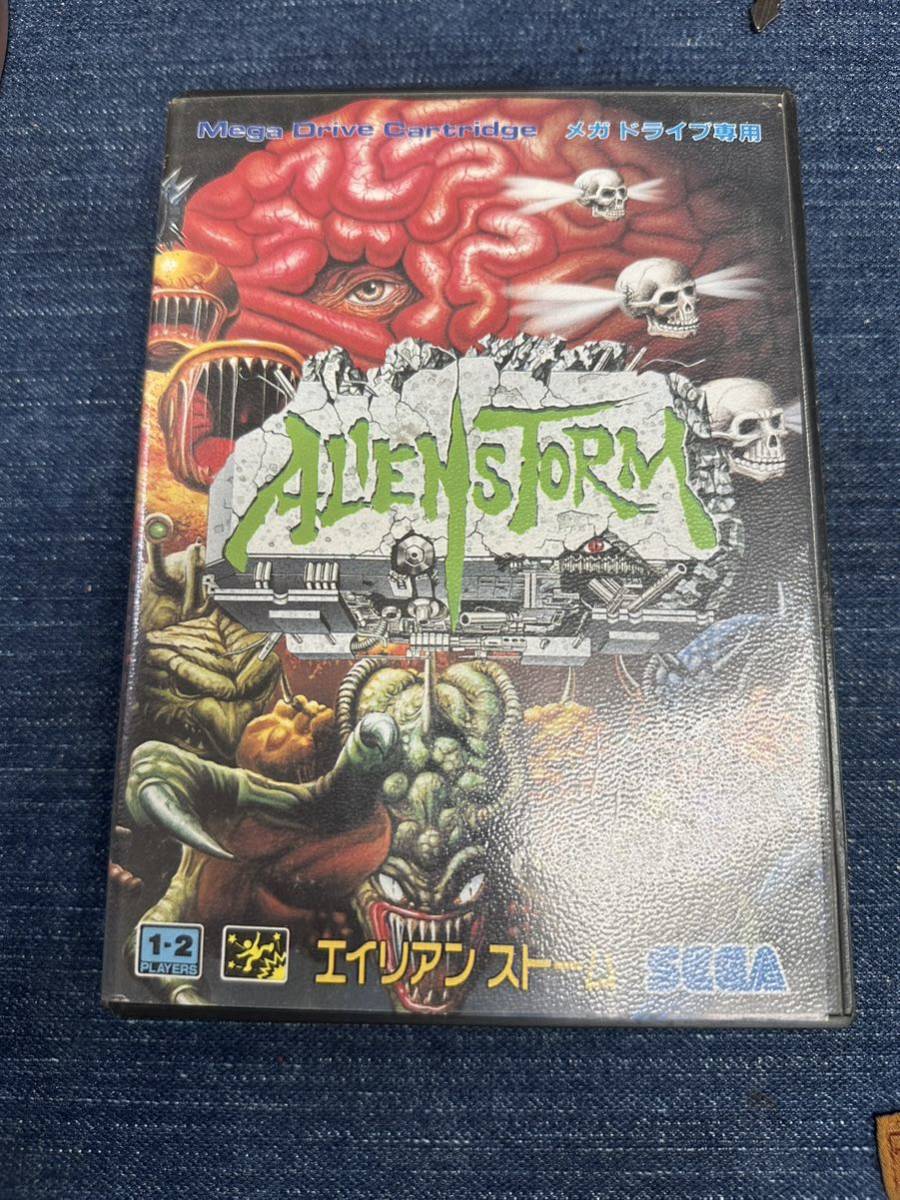 Mega Drive Cartridge メガドライブ専用
ALIEN STORM
1-2
PLAYERS
エイリアンストーム SEGA